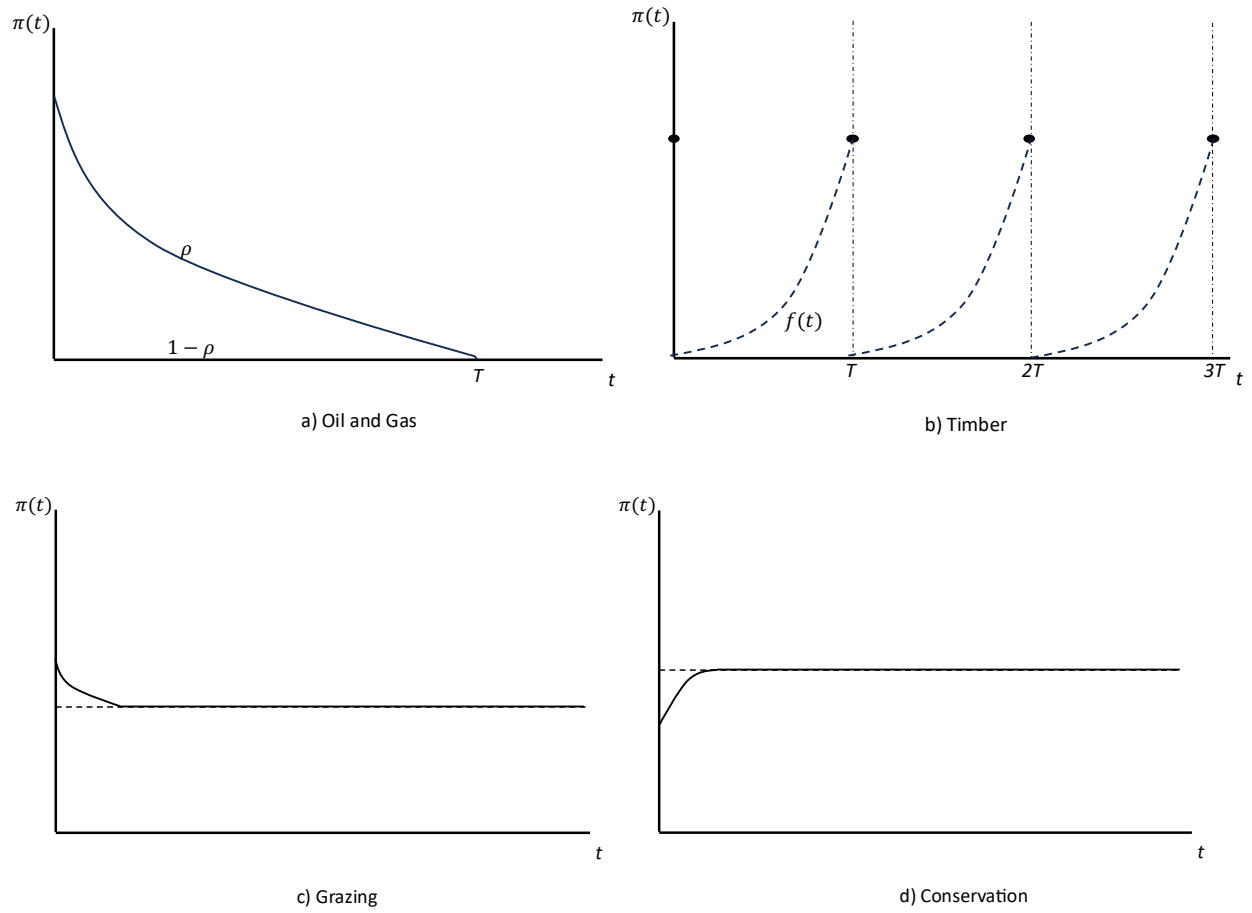 π(t)
ρ
1 − ρ
T
t
a) Oil and Gas
π(t)
f(t)
T
2T
3T
t
b) Timber
π(t)
t
c) Grazing
π(t)
t
d) Conservation